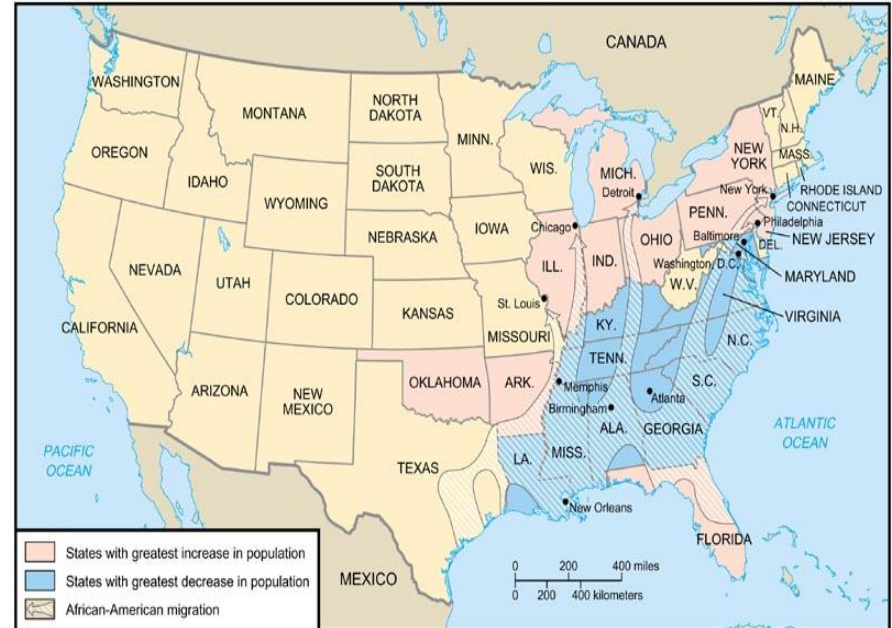 CANADA
WASHINGTON
MONTANA
NORTH
DAKOTA
MINN.
MAINE
VT.
N.H.
OREGON
IDAHO
WYOMING
SOUTH
DAKOTA
WIS.
MICH.
Detroit
NEW
YORK
MASS.
New York
RHODE ISLAND
CONNECTICUT
NEVADA
UTAH
COLORADO
NEBRASKA
IOWA
Chicago
ILL.
IND.
OHIO
PENN.
Philadelphia
Baltimore
DEL.
NEW JERSEY
Washington, D.C.
W.V.
MARYLAND
VIRGINIA
CALIFORNIA
KANSAS
St. Louis
MISSOURI
KY.
N.C.
TENN.
ARIZONA
NEW
MEXICO
OKLAHOMA
ARK.
Memphis
Birmingham
Atlanta
S.C.
ALA.
GEORGIA
PACIFIC
OCEAN
ATLANTIC
OCEAN
TEXAS
LA.
MISS.
New Orleans
FLORIDA
MEXICO
States with greatest increase in population
States with greatest decrease in population
African-American migration
0 200 400 miles
0 200 400 kilometers